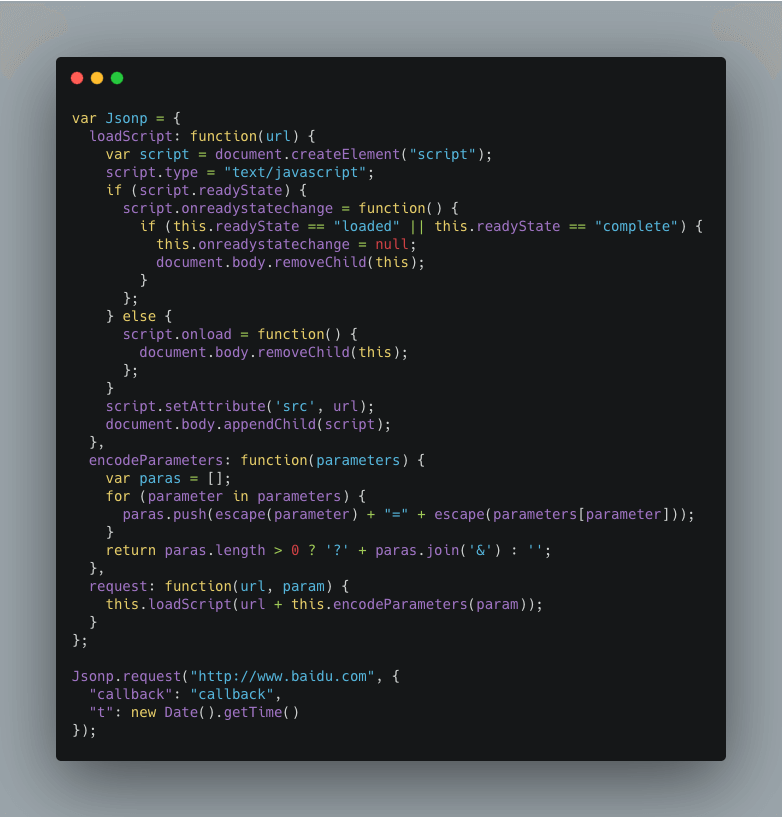 var Jsonp = {
  loadScript: function(url) {
    var script = document.createElement("script");
    script.type = "text/javascript";
    if (script.readyState) {
      script.onreadystatechange = function() {
        if (this.readyState == "loaded" || this.readyState == "complete") {
          this.onreadystatechange = null;
          document.body.removeChild(this);
        }
      };
    } else {
      script.onload = function() {
        document.body.removeChild(this);
      };
    }
    script.setAttribute('src', url);
    document.body.appendChild(script);
  },
  encodeParameters: function(parameters) {
    var paras = [];
    for (parameter in parameters) {
      paras.push(escape(parameter) + "=" + escape(parameters[parameter]));
    }
    return paras.length > 0 ? '?' + paras.join('&') : '';
  },
  request: function(url, param) {
    this.loadScript(url + this.encodeParameters(param));
  }
};

Jsonp.request("http://www.baidu.com", {
  "callback": "callback",
  "t": new Date().getTime()
});